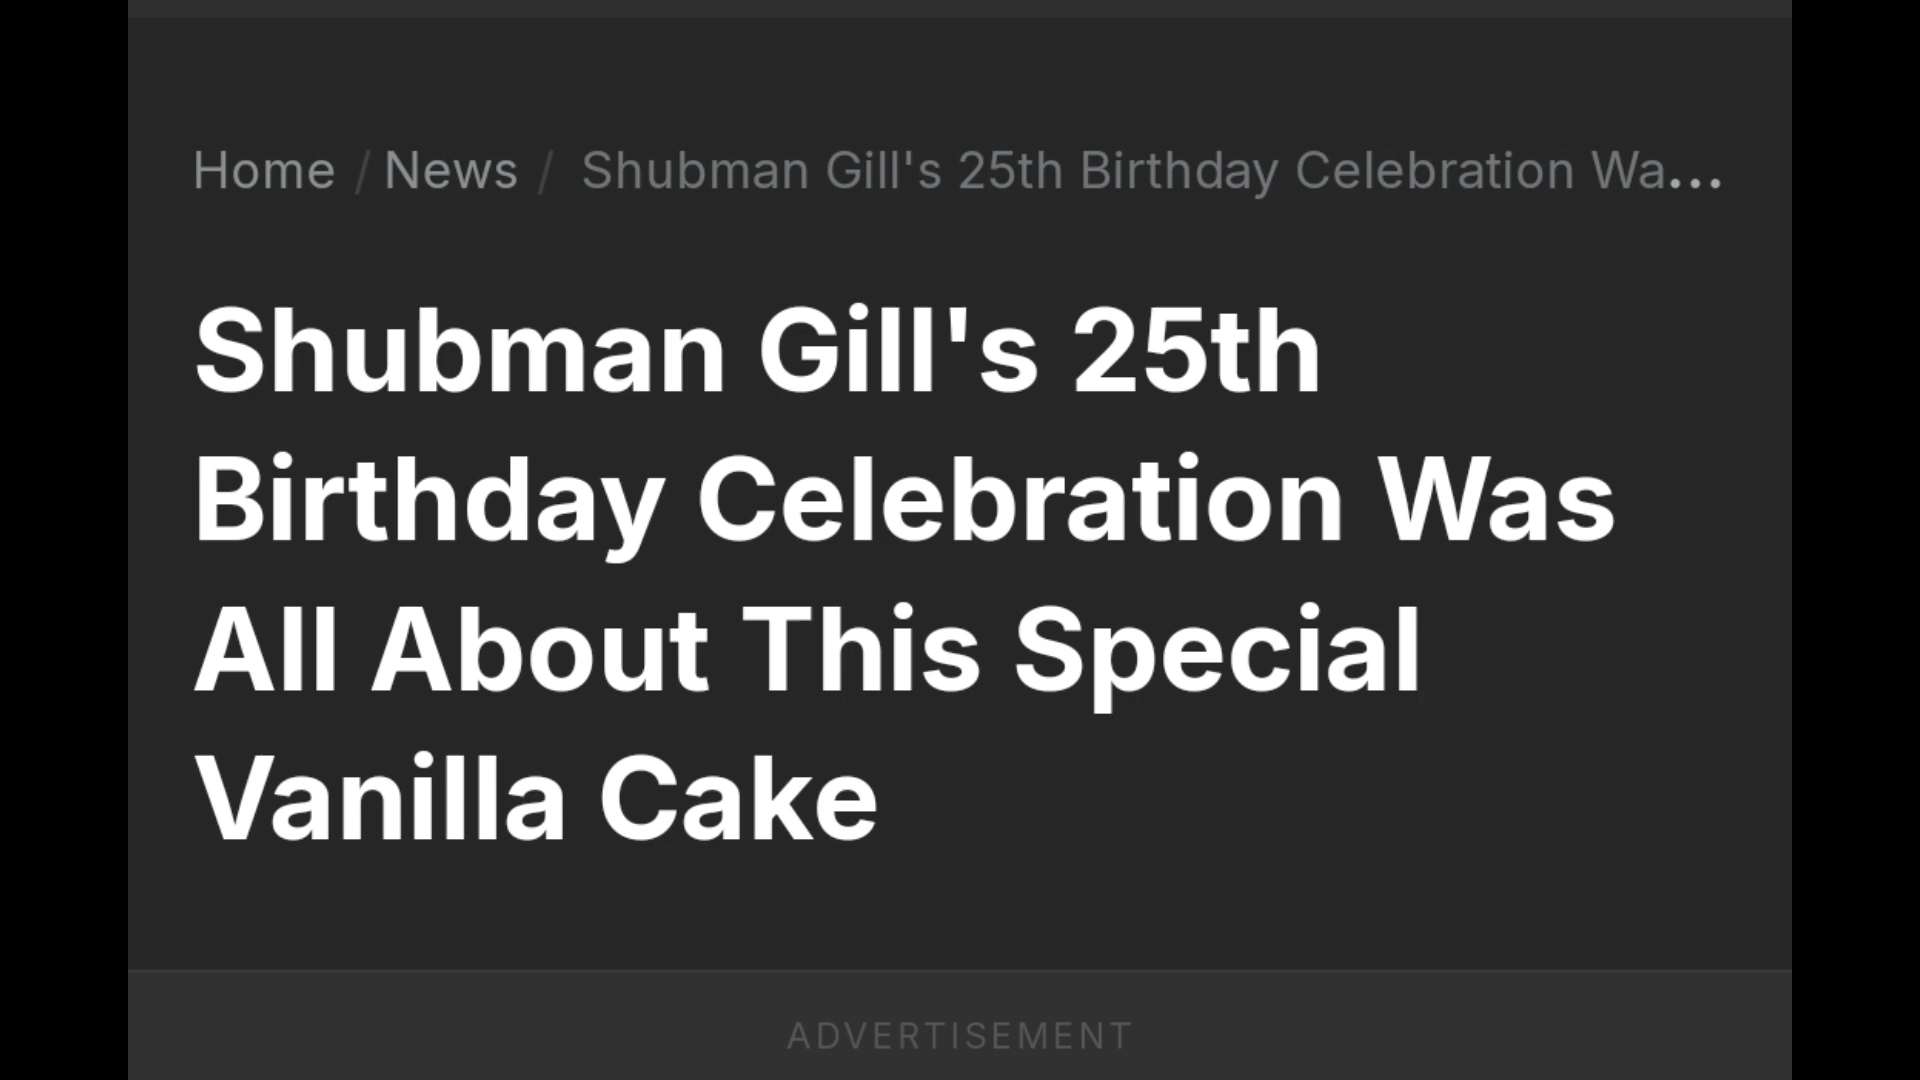 Home / News / Shubman Gill's 25th Birthday Celebration Wa...
Shubman Gill's 25th
Birthday Celebration Was
All About This Special
Vanilla Cake
ADVERTISEMENT